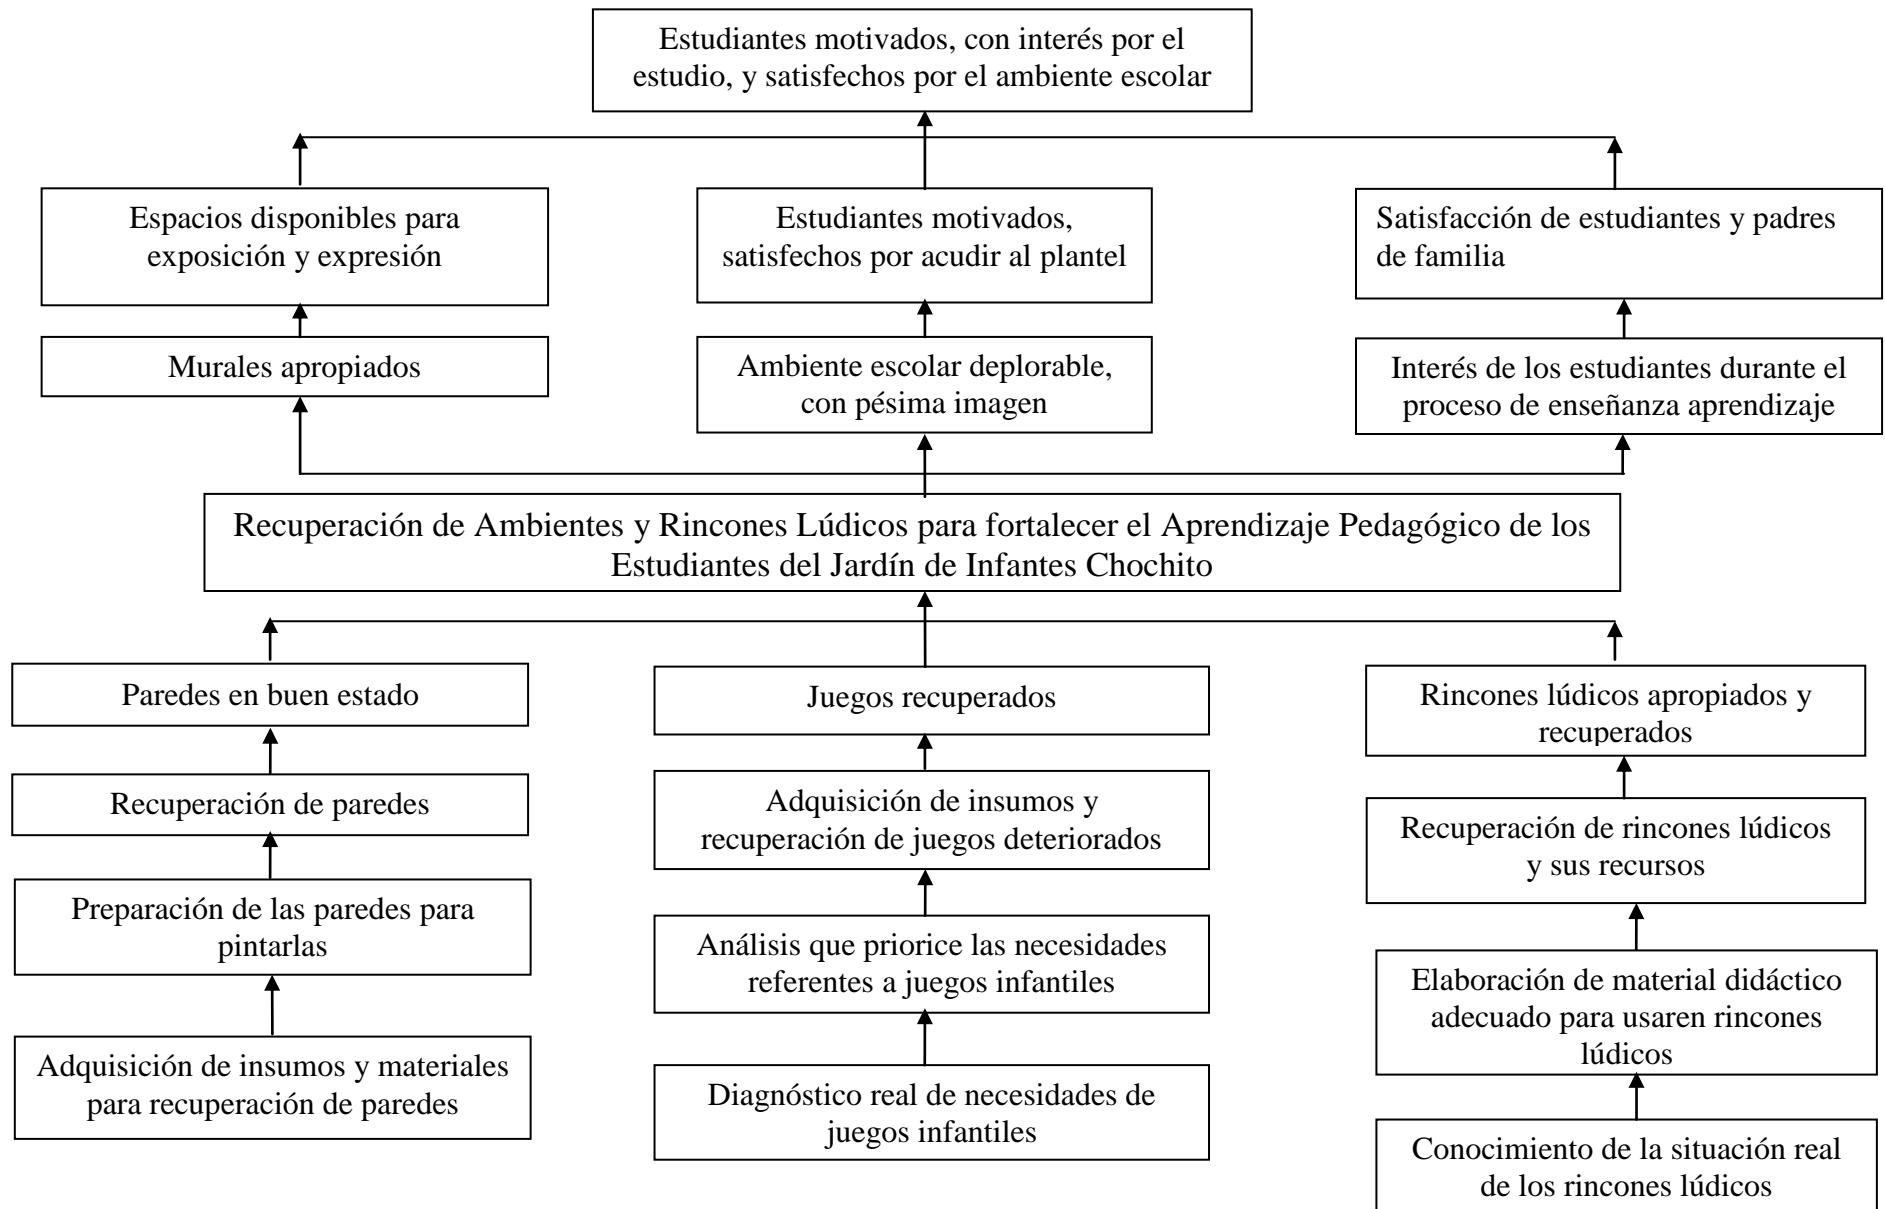 Estudiantes motivados, con interés por el
estudio, y satisfechos por el ambiente escolar
Espacios disponibles para
exposición y expresión
Estudiantes motivados,
satisfechos por acudir al plantel
Satisfacción de estudiantes y padres
de familia
Murales apropiados
Ambiente escolar deplorable,
con pésima imagen
Interés de los estudiantes durante el
proceso de enseñanza aprendizaje
Recuperación de Ambientes y Rincones Lúdicos para fortalecer el Aprendizaje Pedagógico de los
Estudiantes del Jardín de Infantes Chochito
Paredes en buen estado
Juegos recuperados
Rincones lúdicos apropiados y
recuperados
Recuperación de paredes
Adquisición de insumos y
recuperación de juegos deteriorados
Recuperación de rincones lúdicos
y sus recursos
Preparación de las paredes para
pintarlas
Análisis que priorice las necesidades
referentes a juegos infantiles
Elaboración de material didáctico
adecuado para usaren rincones
lúdicos
Adquisición de insumos y materiales
para recuperación de paredes
Diagnóstico real de necesidades de
juegos infantiles
Conocimiento de la situación real
de los rincones lúdicos